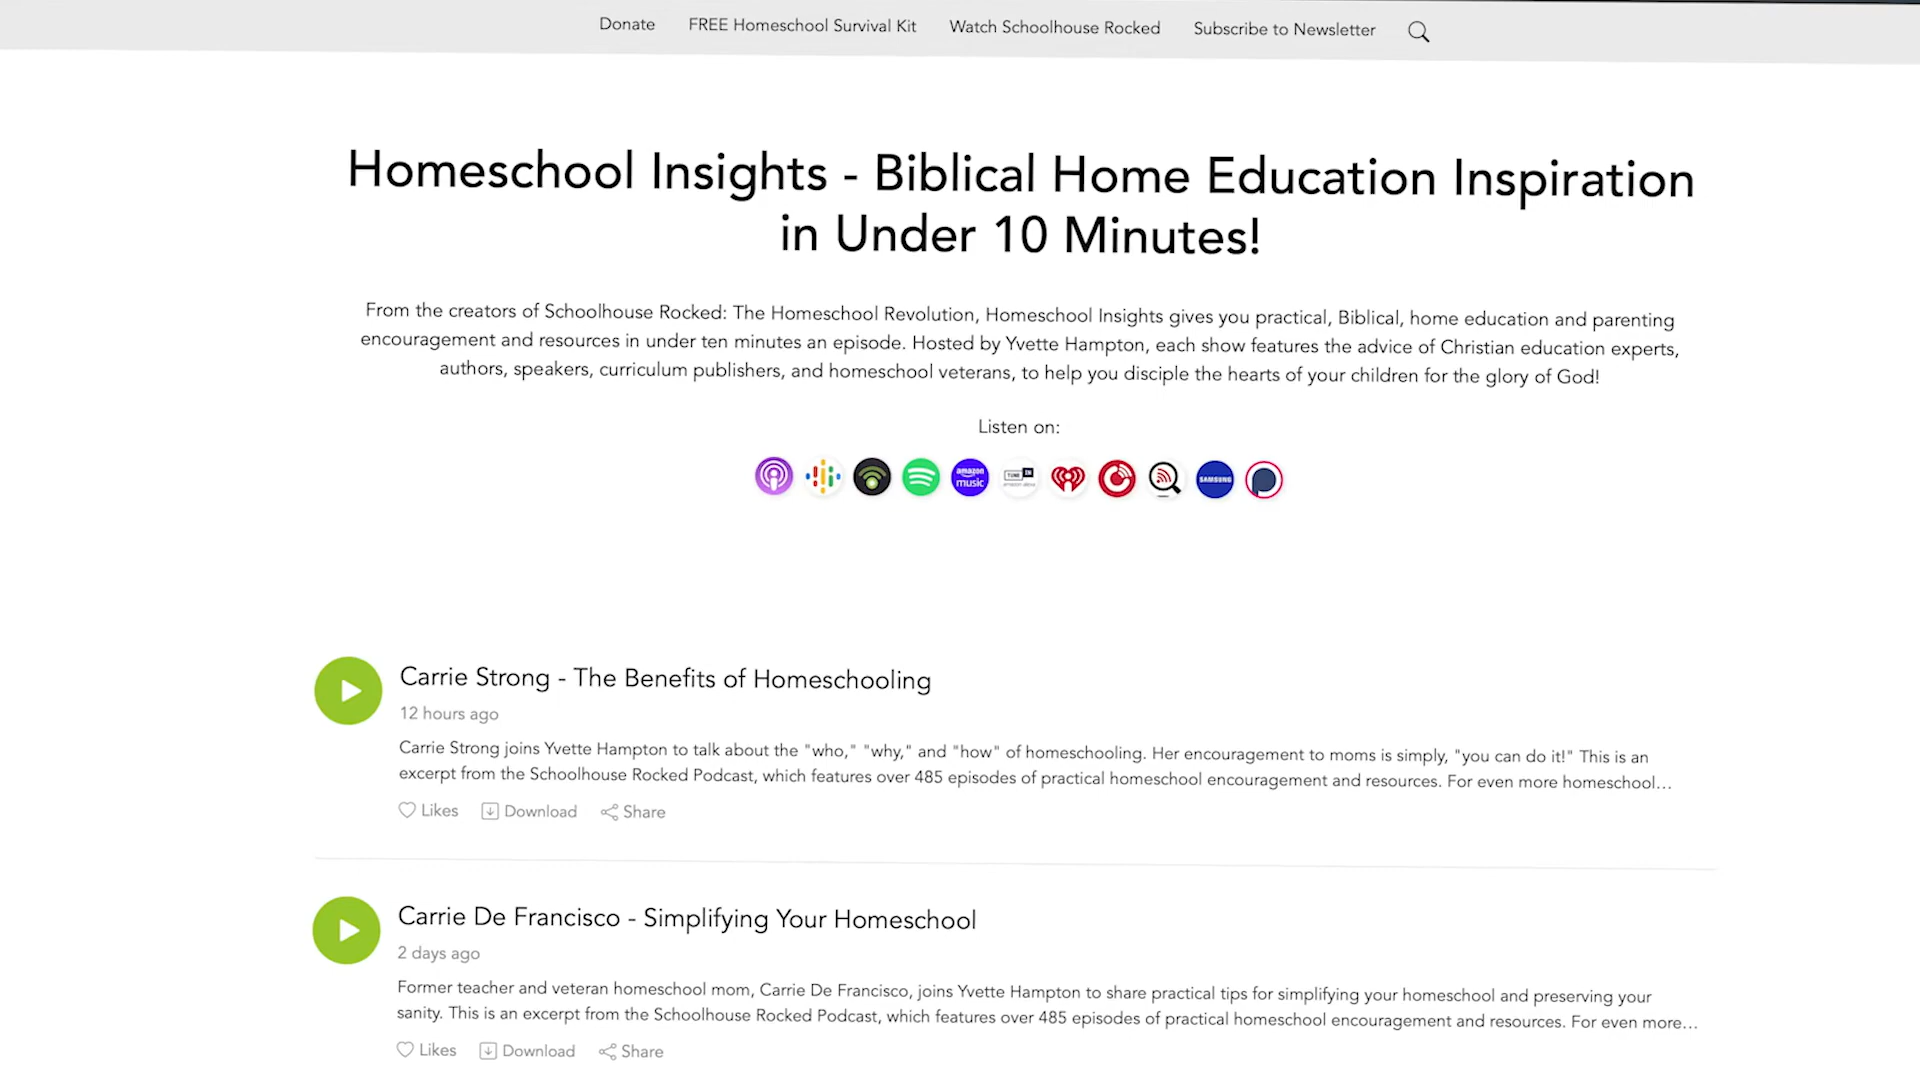 Donate FREE Homeschool Survival Kit Watch Schoolhouse Rocked Subscribe to Newsletter
Homeschool Insights - Biblical Home Education Inspiration
in Under 10 Minutes!
From the creators of Schoolhouse Rocked: The Homeschool Revolution, Homeschool Insights gives you practical, Biblical, home education and parenting
encouragement and resources in under ten minutes an episode. Hosted by Yvette Hampton, each show features the advice of Christian education experts,
authors, speakers, curriculum publishers, and homeschool veterans, to help you disciple the hearts of your children for the glory of God!
Listen on:
amazon
music
TUNE IN
amazon alexa
SAMSUNG
Carrie Strong - The Benefits of Homeschooling
12 hours ago
Carrie Strong joins Yvette Hampton to talk about the "who," "why," and "how" of homeschooling. Her encouragement to moms is simply, "you can do it!" This is an
excerpt from the Schoolhouse Rocked Podcast, which features over 485 episodes of practical homeschool encouragement and resources. For even more homeschool...
Likes Download Share
Carrie De Francisco - Simplifying Your Homeschool
2 days ago
Former teacher and veteran homeschool mom, Carrie De Francisco, joins Yvette Hampton to share practical tips for simplifying your homeschool and preserving your
sanity. This is an excerpt from the Schoolhouse Rocked Podcast, which features over 485 episodes of practical homeschool encouragement and resources. For even more...
Likes Download Share